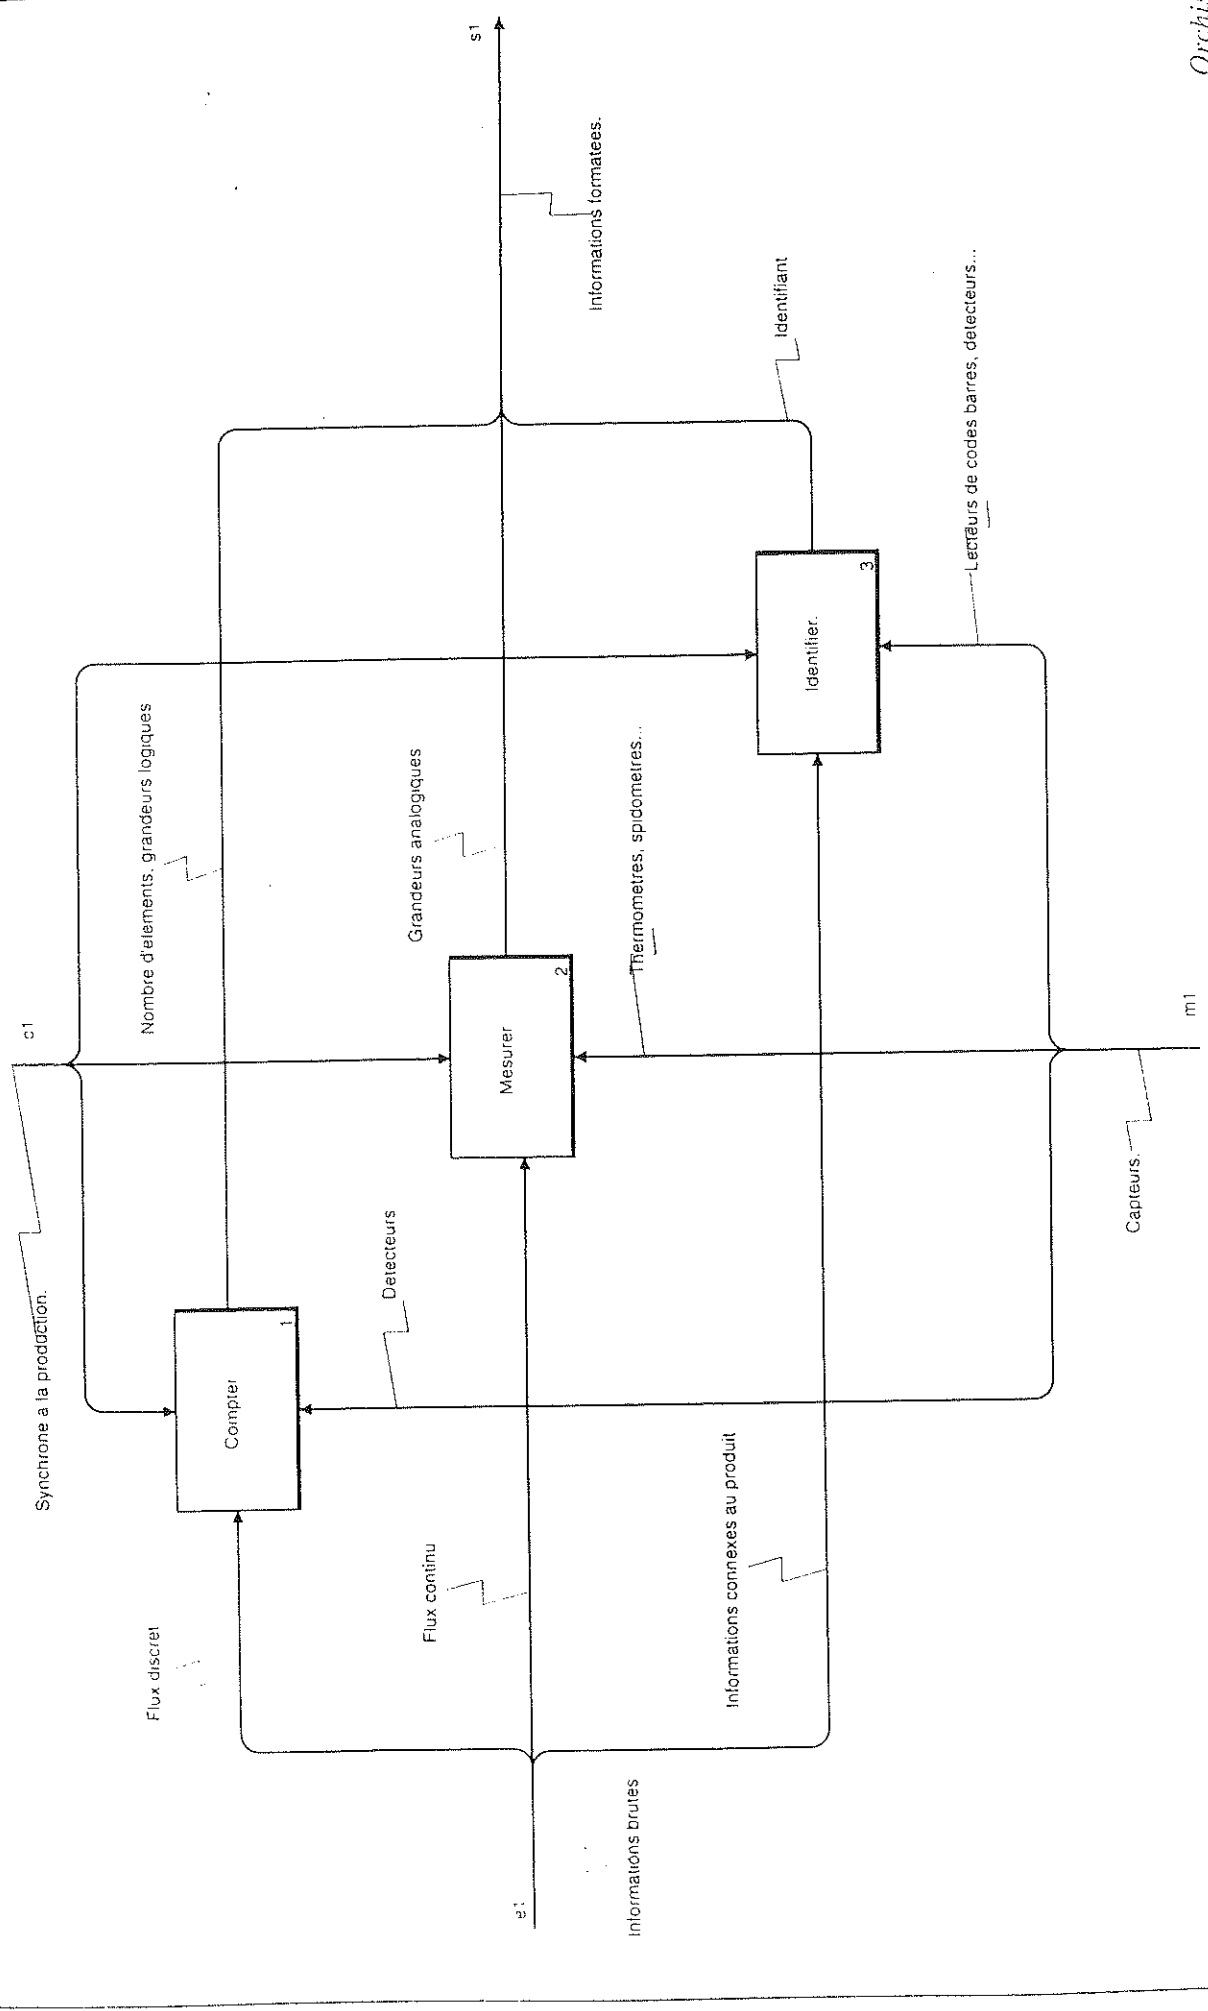 c1
Synchrone a la production.
Nombre d'elements, grandeurs logiques
Flux discret
Compter
1
Detecteurs
Grandeurs analogiques
Flux continu
Mesurer
2
s1
Informations formatees.
e1
Informations brutes
Thermometres, spidometres...
Identifiant
Informations connexes au produit
Identifier.
3
Lecteurs de codes barres, detecteurs...
Capteurs.
m1